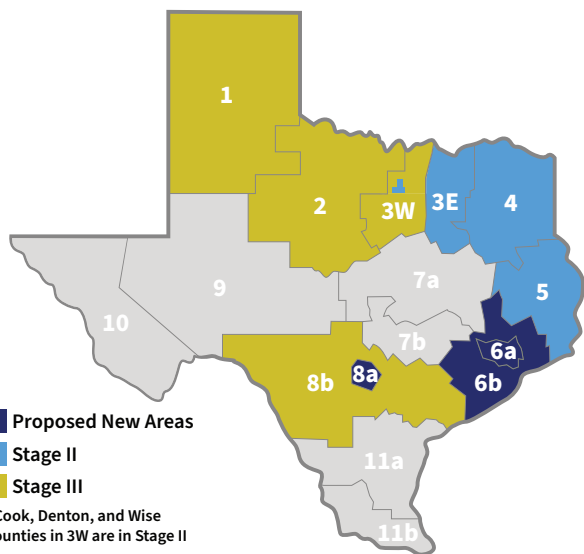 1
2
3W
3E
4
5
9
7a
10
7b
6a
8a
8b
6b
Proposed New Areas
Stage II
Stage III
11a
Cook, Denton, and Wise
ounties in 3W are in Stage II
11b